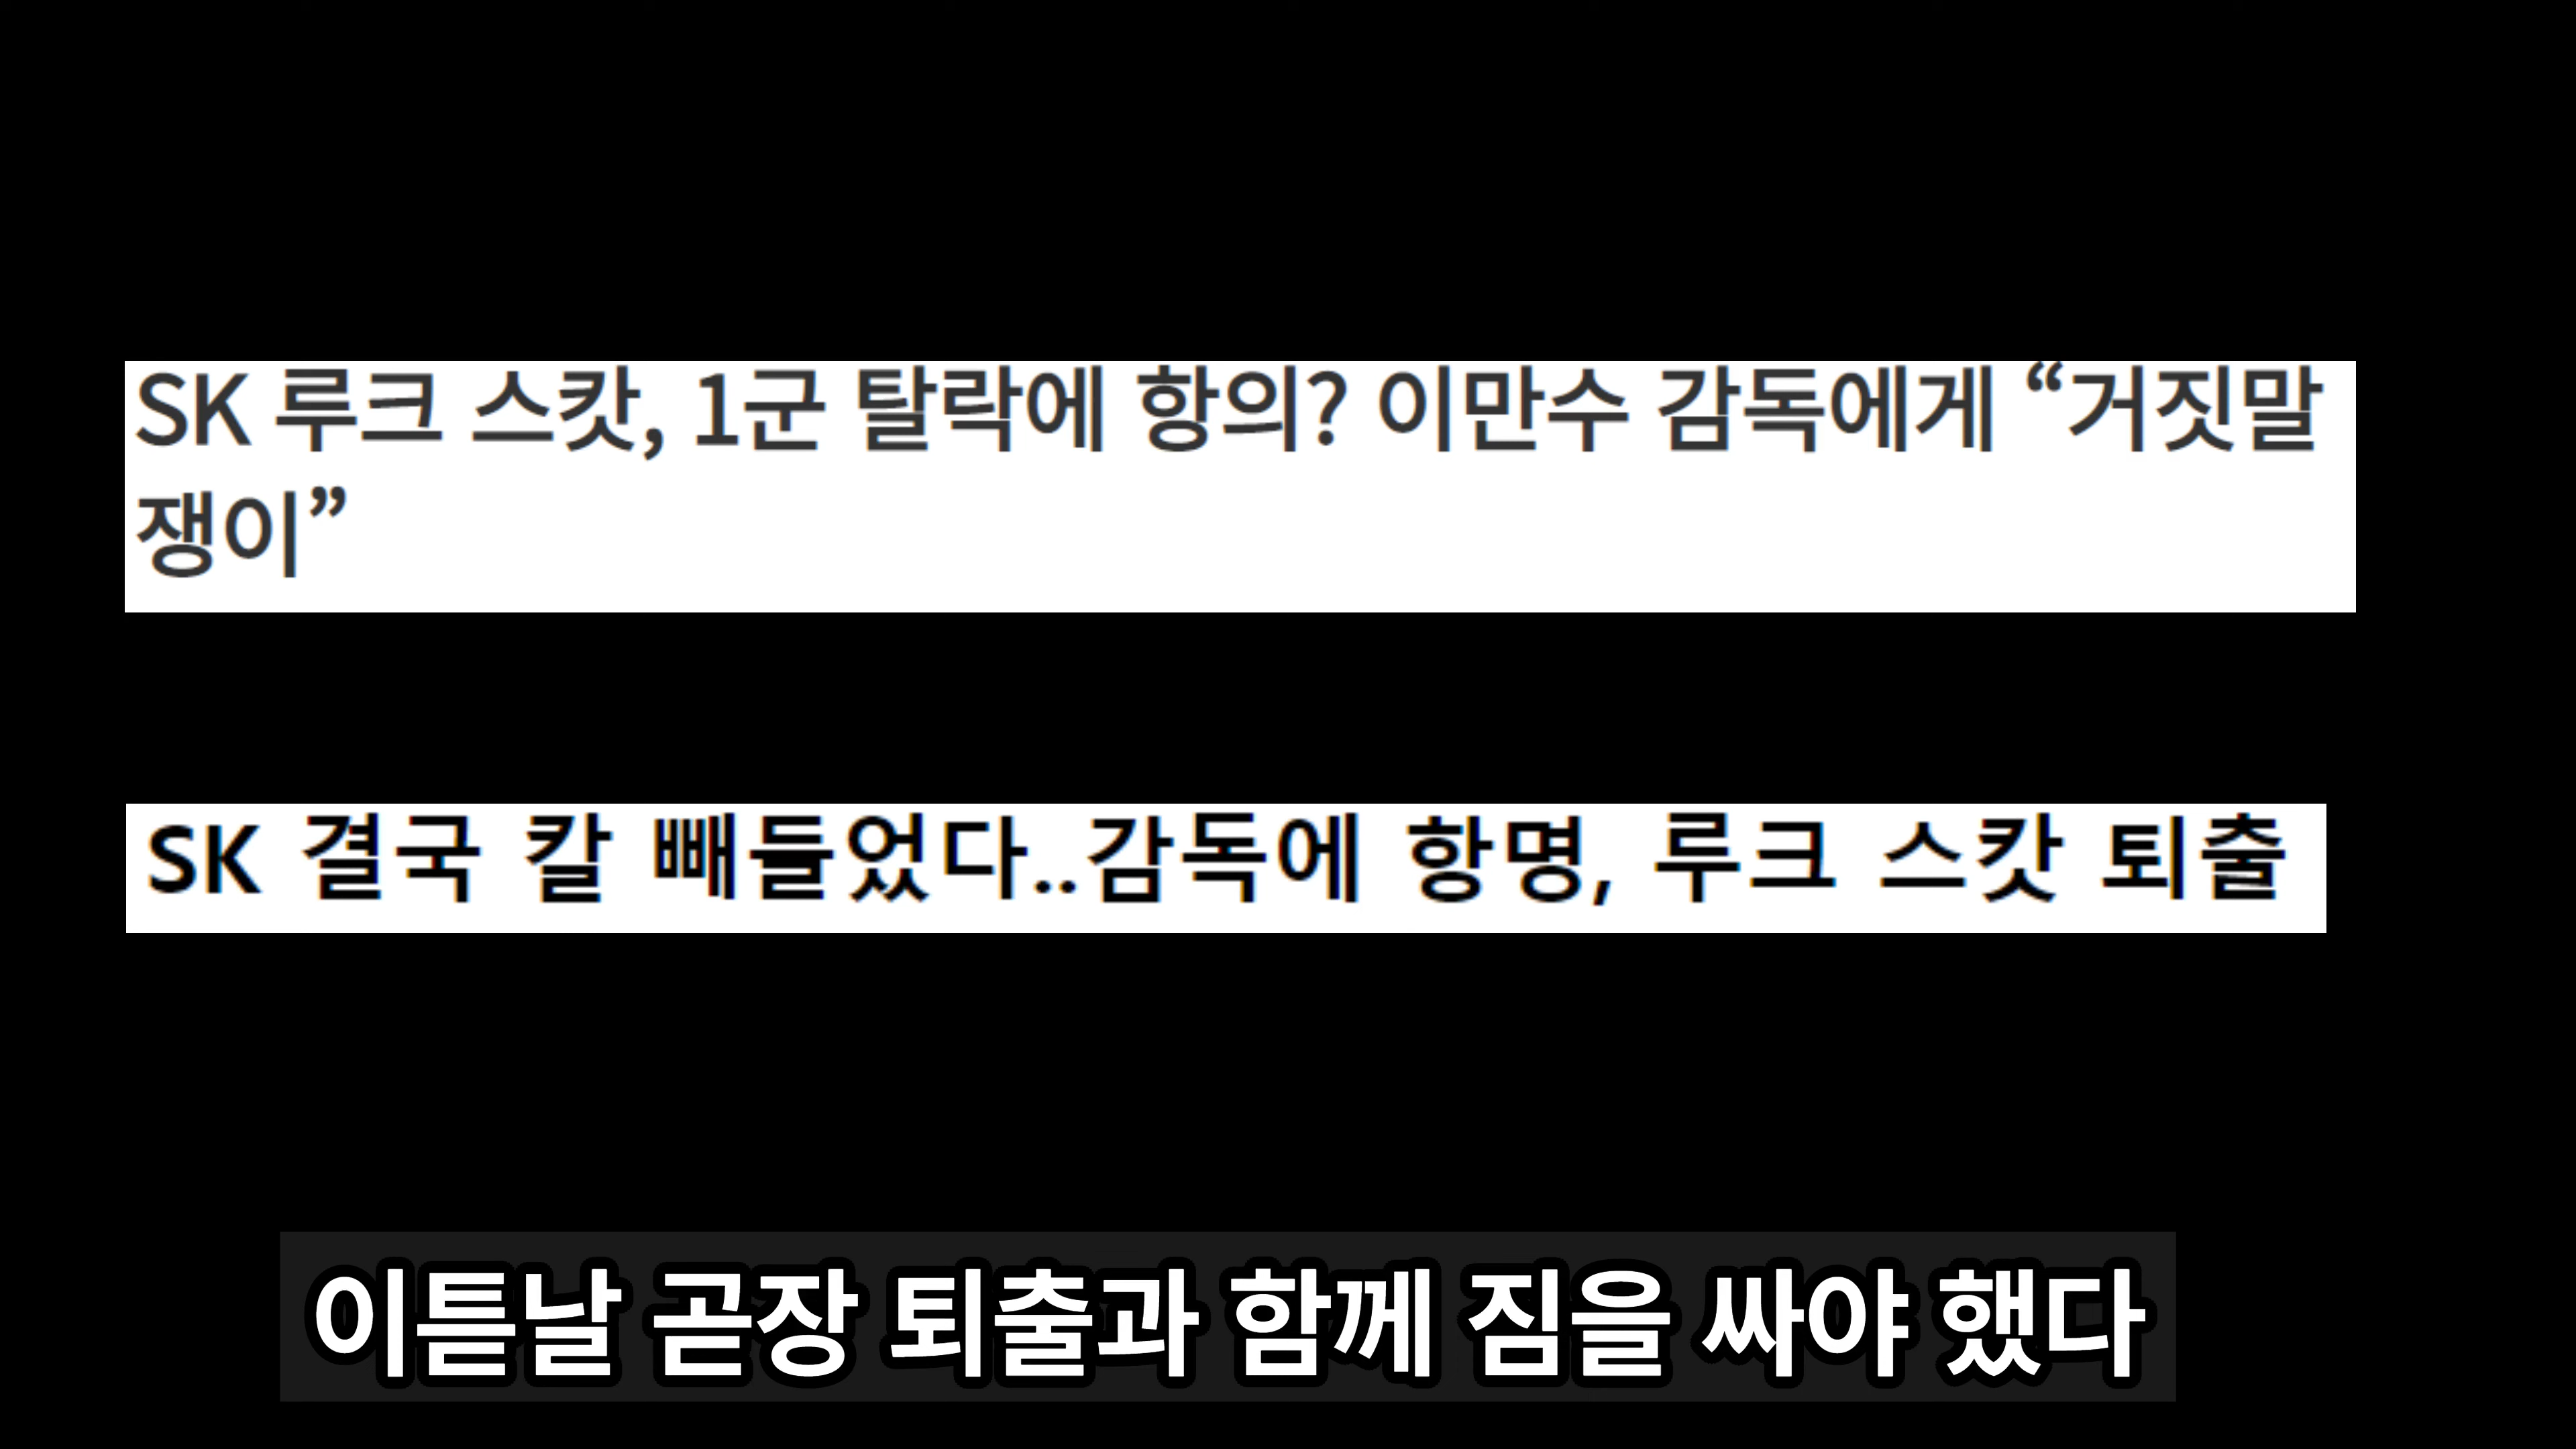 SK 루크 스캇, 1군 탈락에 항의? 이만수 감독에게 “거짓말
쟁이”
SK 결국 칼 빼들었다..감독에 항명, 루크 스캇 퇴출
이튿날 곧장 퇴출과 함께 짐을 싸야 했다